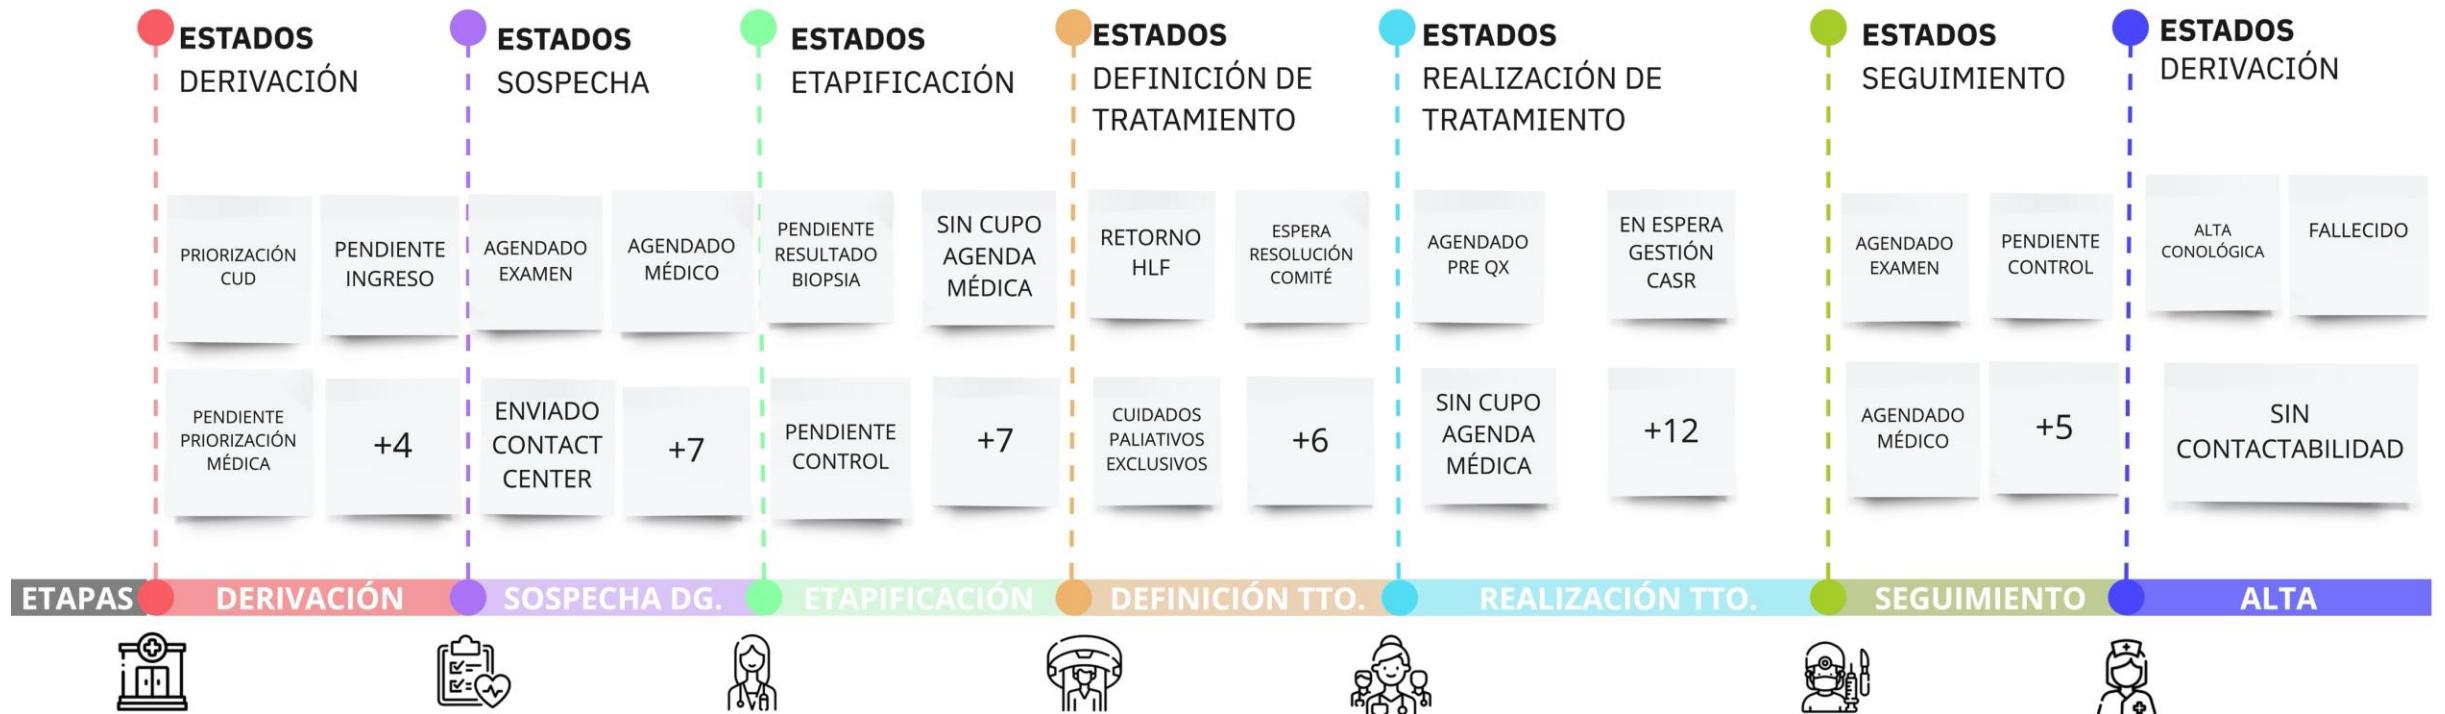 ESTADOS
DERIVACIÓN
ESTADOS
SOSPECHA
ESTADOS
ETAPIFICACIÓN
ESTADOS
DEFINICIÓN DE
TRATAMIENTO
ESTADOS
REALIZACIÓN DE
TRATAMIENTO
ESTADOS
SEGUIMIENTO
ESTADOS
DERIVACIÓN
PRIORIZACIÓN
CUD
PENDIENTE
INGRESO
AGENDADO
EXAMEN
AGENDADO
MÉDICO
PENDIENTE
RESULTADO
BIOPSIA
SIN CUPO
AGENDA
MÉDICA
RETORNO
HLF
ESPERA
RESOLUCIÓN
COMITÉ
AGENDADO
PRE QX
EN ESPERA
GESTIÓN
CASR
AGENDADO
EXAMEN
PENDIENTE
CONTROL
ALTA
CONOLÓGICA
FALLECIDO
PENDIENTE
PRIORIZACIÓN
MÉDICA
+4
ENVIADO
CONTACT
CENTER
+7
PENDIENTE
CONTROL
+7
CUIDADOS
PALIATIVOS
EXCLUSIVOS
+6
SIN CUPO
AGENDA
MÉDICA
+12
AGENDADO
MÉDICO
+5
SIN
CONTACTABILIDAD
ETAPAS
DERIVACIÓN
SOSPECHA DG.
ETAPIFICACIÓN
DEFINICIÓN TTO.
REALIZACIÓN TTO.
SEGUIMIENTO
ALTA